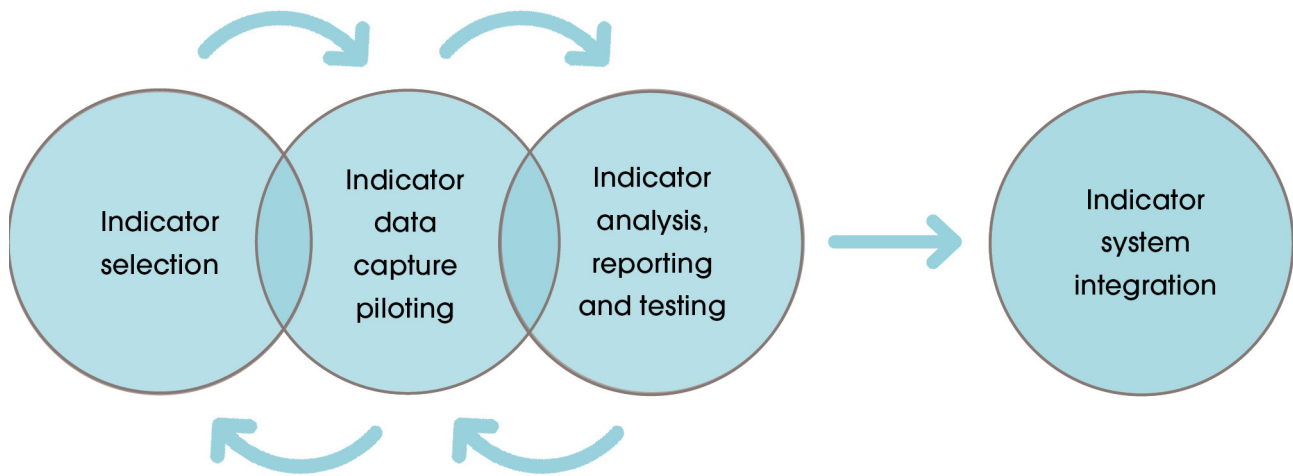 Indicator
selection
Indicator
data
capture
piloting
Indicator
analysis,
reporting
and testing
Indicator
system
integration